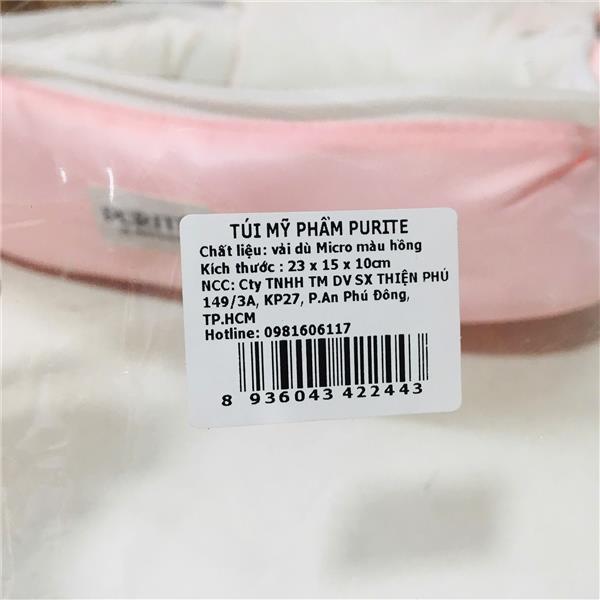 PURITE
TÚI MỸ PHẨM PURITE
Chất liệu: vải dù Micro màu hồng
Kích thước : 23 x 15 x 10cm
NCC: Cty TNHH TM DV SX THIỆN PHÚ
149/3A, KP27, P.An Phú Đông,
TP.HCM
Hotline: 0981606117
8 936043 422443